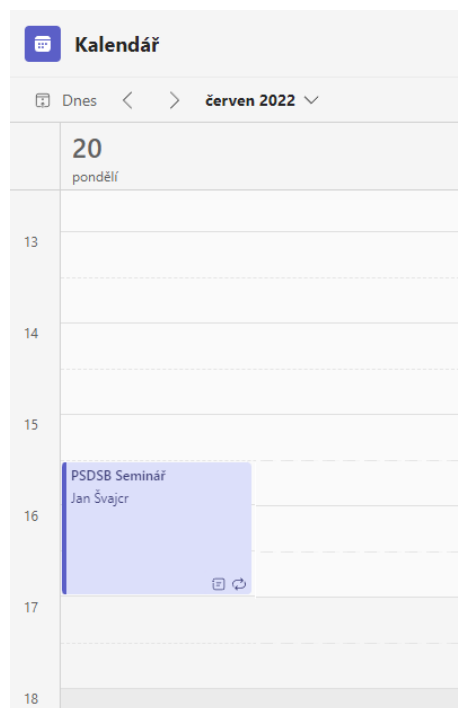 Kalendář
Dnes
červen 2022
20
pondělí
13
14
15
PSDSB Seminář
Jan Švajcr
16
17
18